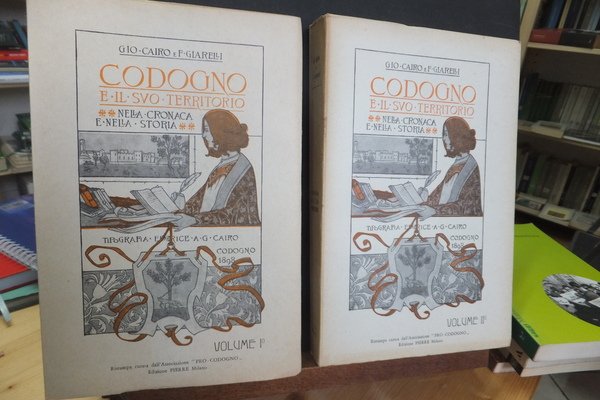 GIO · CAIRO E F · GIARELLI
CODOGNO
E · IL · SVO · TERRITORIO
NELLA · CRONACA
E · NELLA · STORIA
TIPOGRAFIA · EDITRICE · A · G · CAIRO
CODOGNO
1898
VOLUME I°
Ristampa curata dall'Associazione "PRO CODOGNO"
Edizione PIERRE Milano
GIO · CAIRO E F · GIARELLI
CODOGNO
E · IL · SVO · TERRITORIO
NELLA · CRONACA
E · NELLA · STORIA
TIPOGRAFIA · EDITRICE · A · G · CAIRO
CODOGNO
1898
VOLUME II°
Ristampa curata dall'Associazione "PRO CODOGNO"
Edizione PIERRE Milano